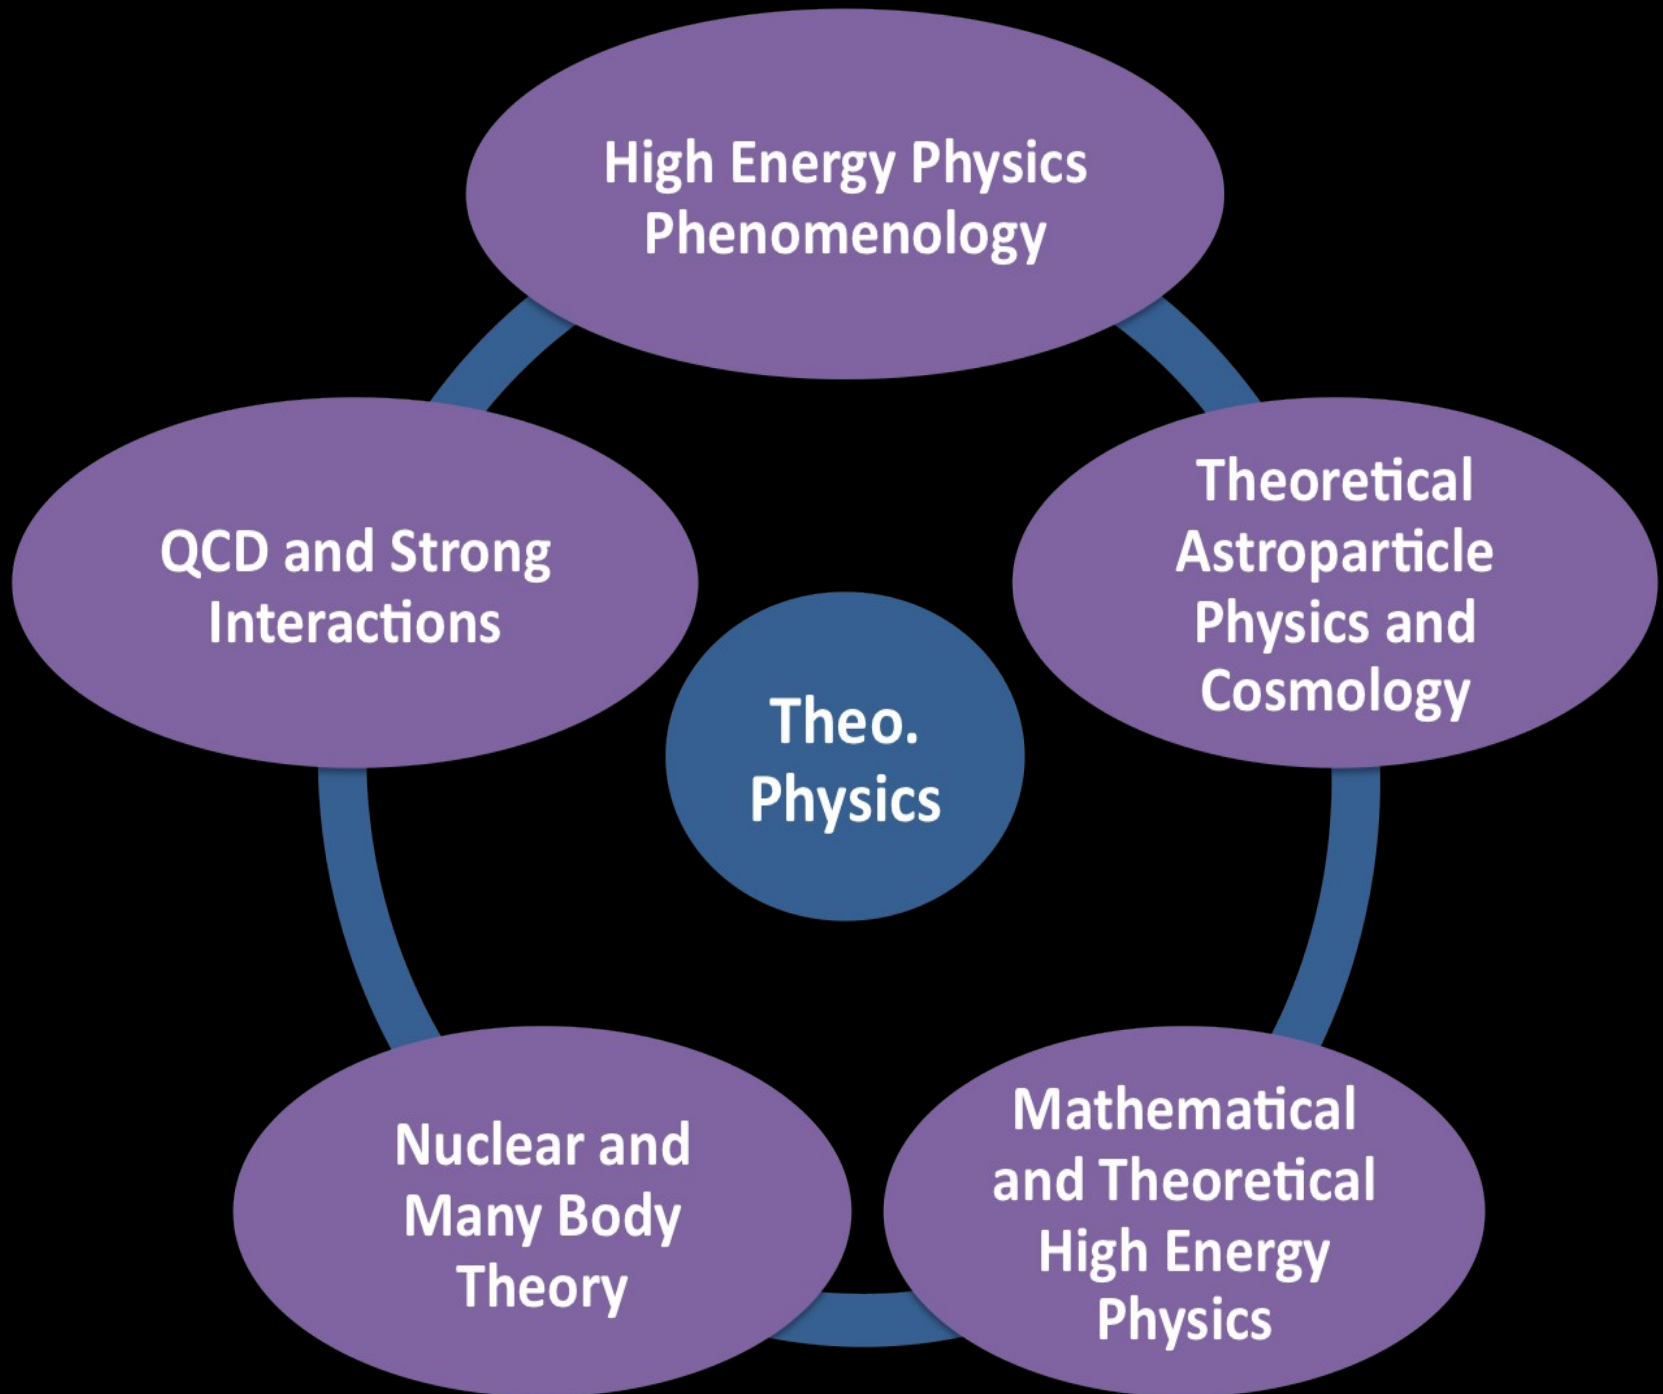 High Energy Physics
Phenomenology
Theoretical
Astroparticle
Physics and
Cosmology
QCD and Strong
Interactions
Theo.
Physics
Mathematical
and Theoretical
High Energy
Physics
Nuclear and
Many Body
Theory